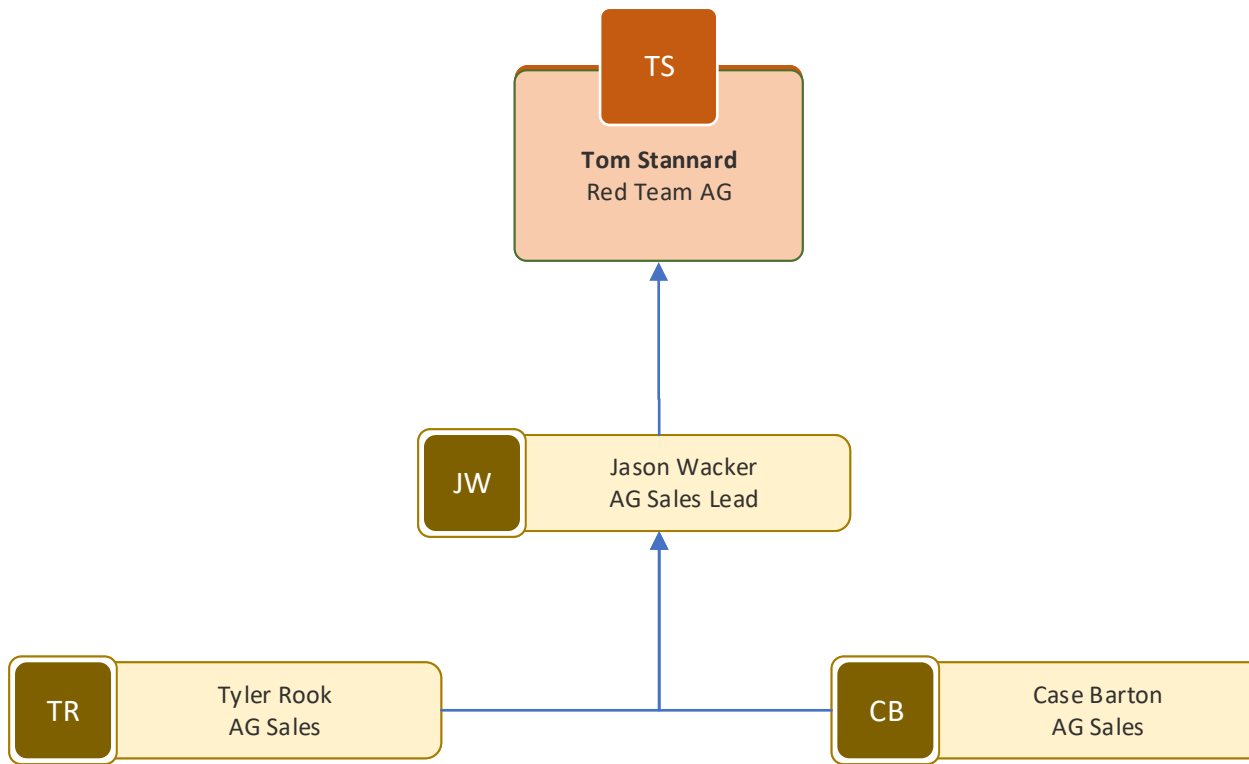 TS
Tom Stannard
Red Team AG
JW
Jason Wacker
AG Sales Lead
TR
Tyler Rook
AG Sales
CB
Case Barton
AG Sales